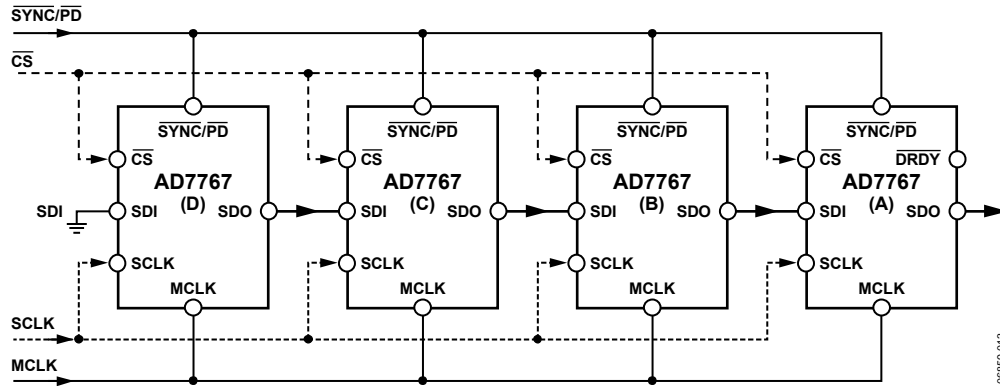 SYNC/PD
CS
SYNC/PD SYNC/PD SYNC/PD SYNC/PD
CS CS CS CS DRDY
AD7767 AD7767 AD7767 AD7767
(D) (C) (B) (A)
SDI SDI SDO SDI SDO SDI SDO SDI SDO
SCLK SCLK SCLK SCLK
MCLK MCLK MCLK MCLK
SCLK
MCLK